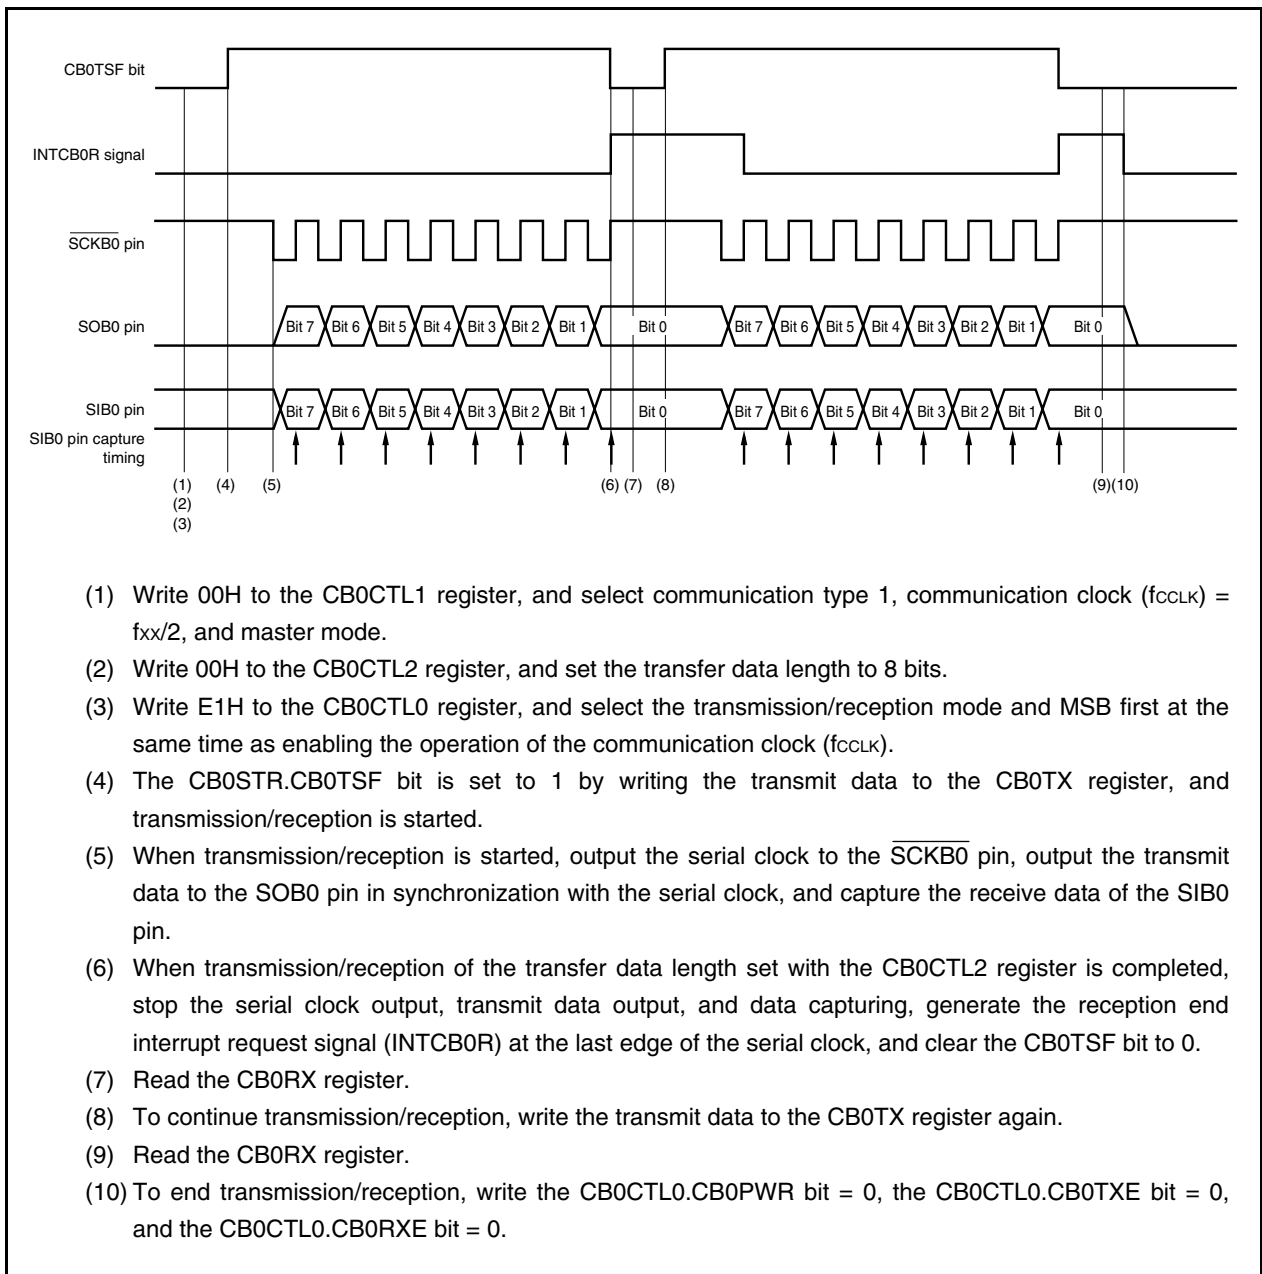 CB0TSF bit
INTCB0R signal
SCKB0 pin
SOB0 pin
Bit 7 Bit 6 Bit 5 Bit 4 Bit 3 Bit 2 Bit 1 Bit 0 Bit 7 Bit 6 Bit 5 Bit 4 Bit 3 Bit 2 Bit 1 Bit 0
SIB0 pin
Bit 7 Bit 6 Bit 5 Bit 4 Bit 3 Bit 2 Bit 1 Bit 0 Bit 7 Bit 6 Bit 5 Bit 4 Bit 3 Bit 2 Bit 1 Bit 0
SIB0 pin capture
timing
(1) (4) (5) (6) (7) (8) (9) (10)
(2)
(3)
(1) Write 00H to the CB0CTL1 register, and select communication type 1, communication clock (fCCLK) =
fXX/2, and master mode.
(2) Write 00H to the CB0CTL2 register, and set the transfer data length to 8 bits.
(3) Write E1H to the CB0CTL0 register, and select the transmission/reception mode and MSB first at the
same time as enabling the operation of the communication clock (fCCLK).
(4) The CB0STR.CB0TSF bit is set to 1 by writing the transmit data to the CB0TX register, and
transmission/reception is started.
(5) When transmission/reception is started, output the serial clock to the SCKB0 pin, output the transmit
data to the SOB0 pin in synchronization with the serial clock, and capture the receive data of the SIB0
pin.
(6) When transmission/reception of the transfer data length set with the CB0CTL2 register is completed,
stop the serial clock output, transmit data output, and data capturing, generate the reception end
interrupt request signal (INTCB0R) at the last edge of the serial clock, and clear the CB0TSF bit to 0.
(7) Read the CB0RX register.
(8) To continue transmission/reception, write the transmit data to the CB0TX register again.
(9) Read the CB0RX register.
(10) To end transmission/reception, write the CB0CTL0.CB0PWR bit = 0, the CB0CTL0.CB0TXE bit = 0,
and the CB0CTL0.CB0RXE bit = 0.